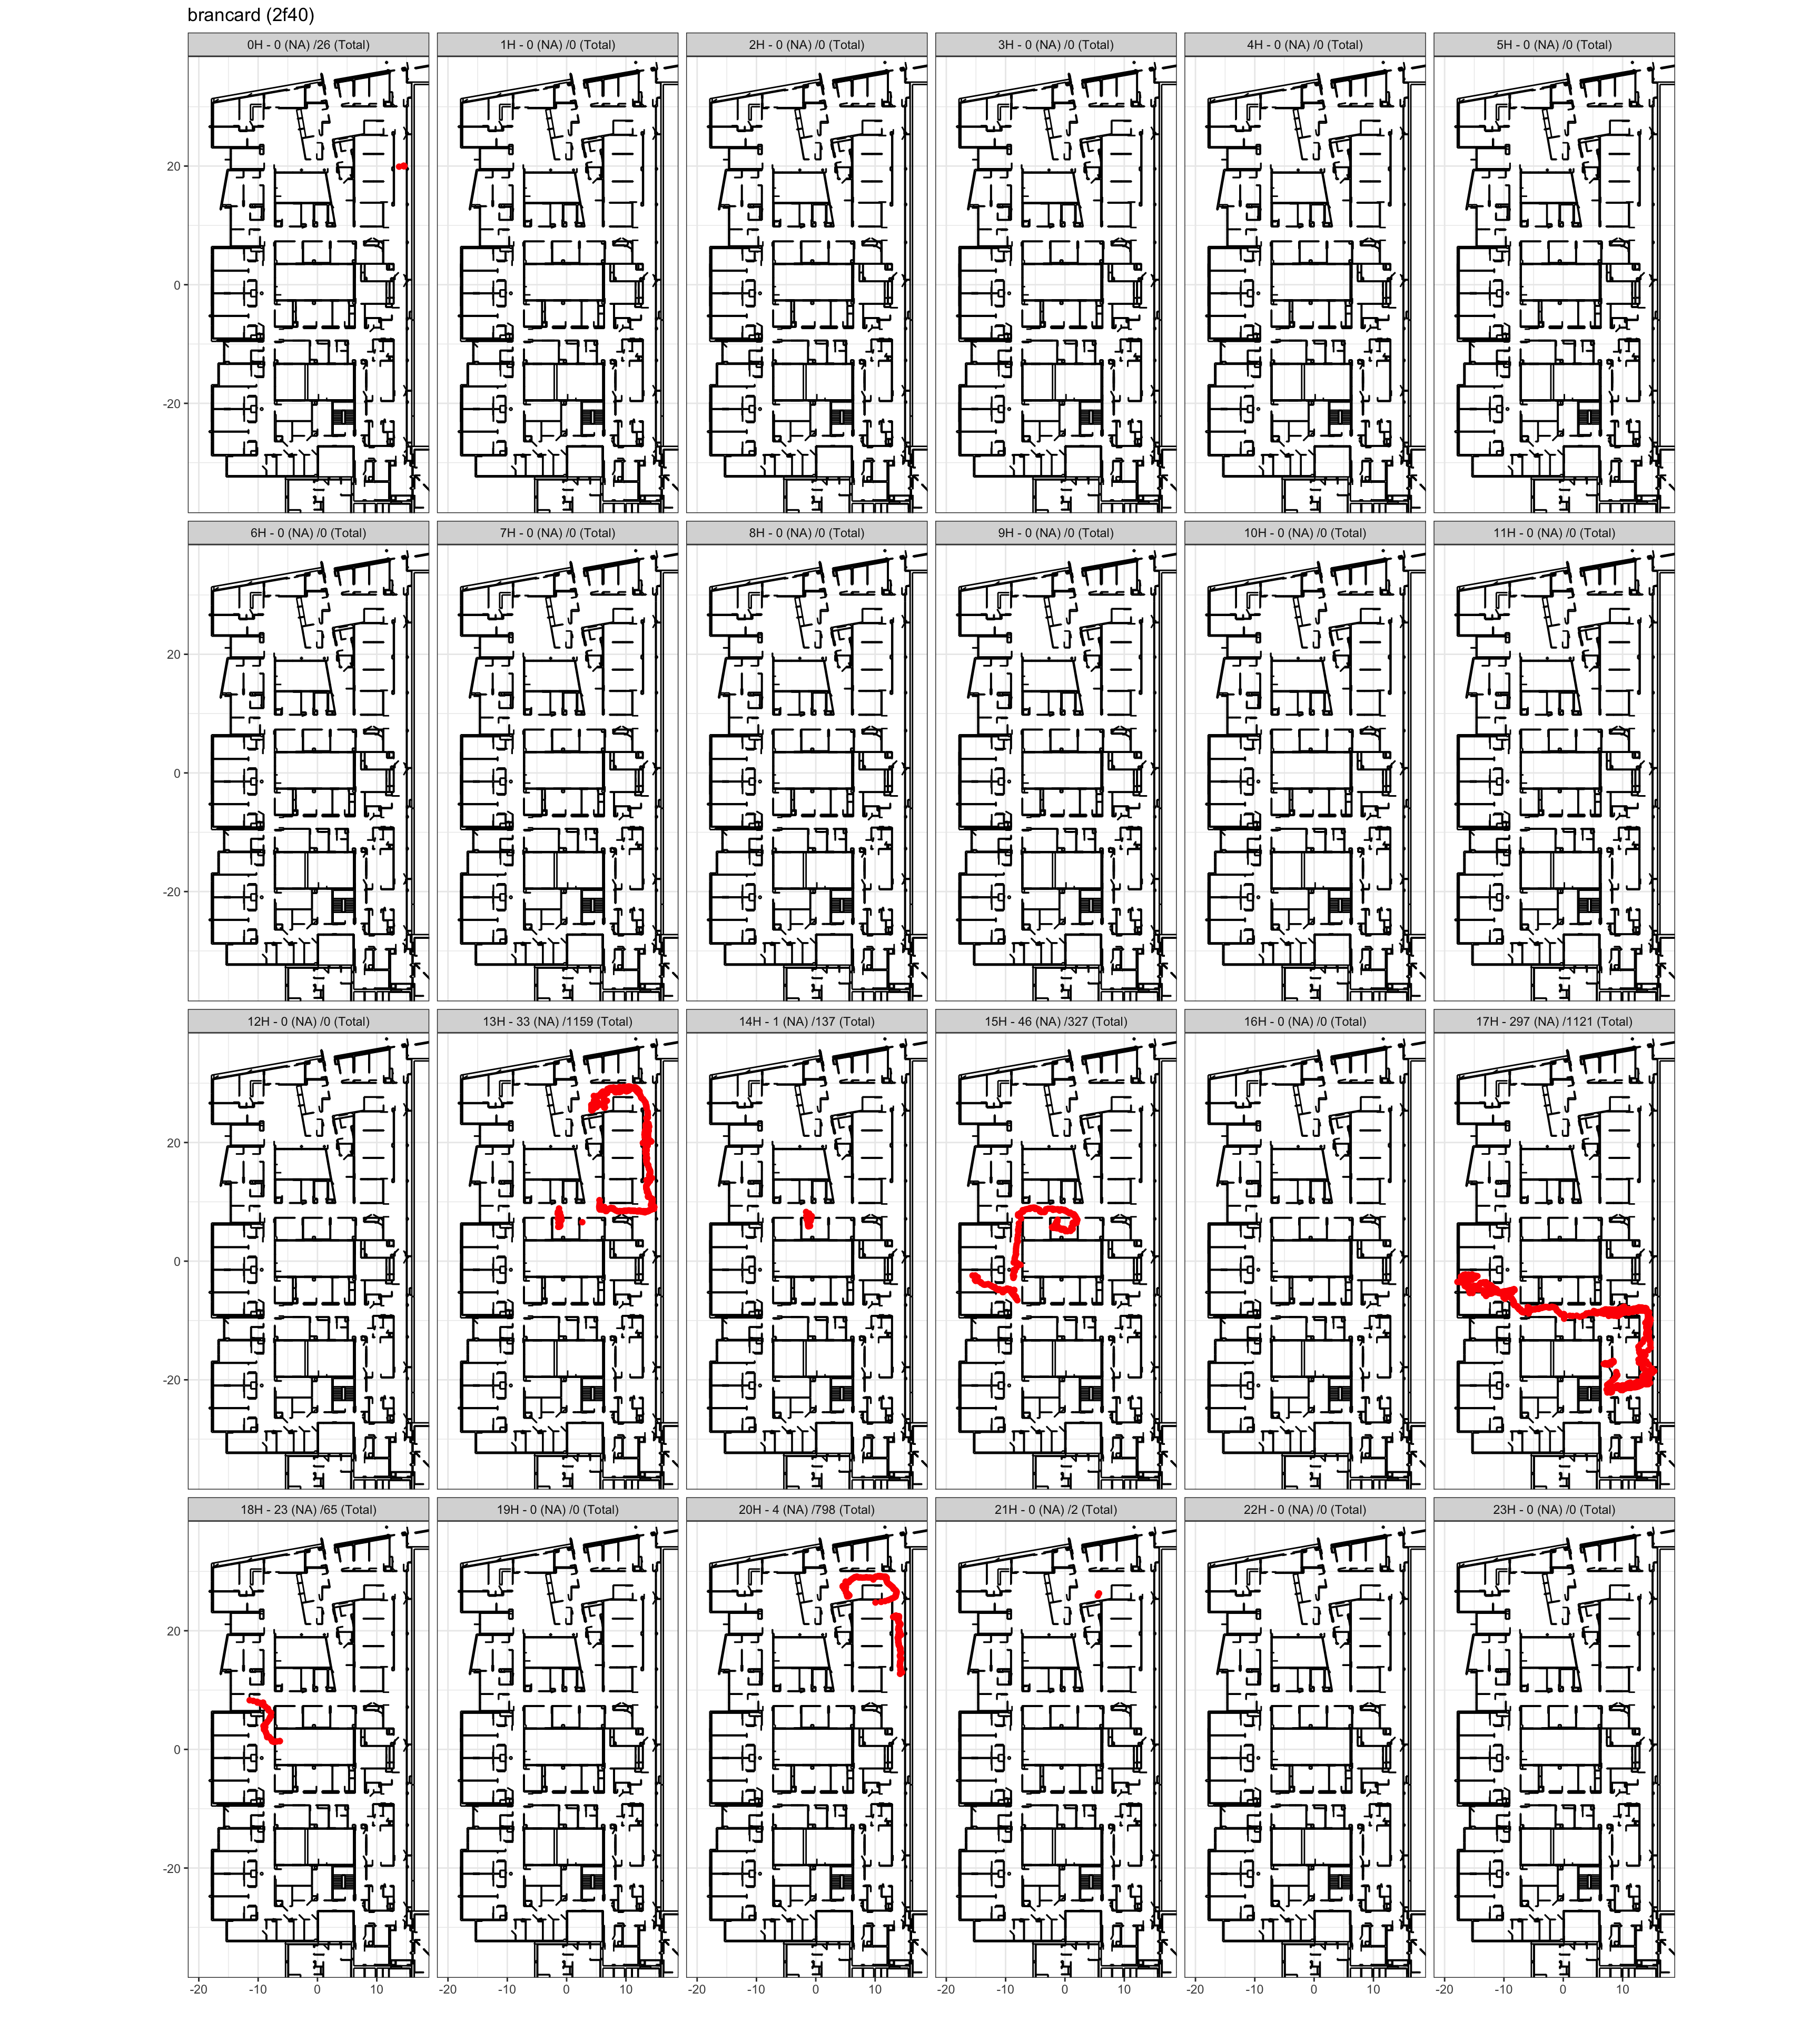 brancard (2f40)
0H - 0 (NA) /26 (Total) 1H - 0 (NA) /0 (Total) 2H - 0 (NA) /0 (Total) 3H - 0 (NA) /0 (Total) 4H - 0 (NA) /0 (Total) 5H - 0 (NA) /0 (Total)
20
0
-20
6H - 0 (NA) /0 (Total) 7H - 0 (NA) /0 (Total) 8H - 0 (NA) /0 (Total) 9H - 0 (NA) /0 (Total) 10H - 0 (NA) /0 (Total) 11H - 0 (NA) /0 (Total)
20
0
-20
12H - 0 (NA) /0 (Total) 13H - 33 (NA) /1159 (Total) 14H - 1 (NA) /137 (Total) 15H - 46 (NA) /327 (Total) 16H - 0 (NA) /0 (Total) 17H - 297 (NA) /1121 (Total)
20
0
-20
18H - 23 (NA) /65 (Total) 19H - 0 (NA) /0 (Total) 20H - 4 (NA) /798 (Total) 21H - 0 (NA) /2 (Total) 22H - 0 (NA) /0 (Total) 23H - 0 (NA) /0 (Total)
20
0
-20
-20 -10 0 10 -20 -10 0 10 -20 -10 0 10 -20 -10 0 10 -20 -10 0 10 -20 -10 0 10